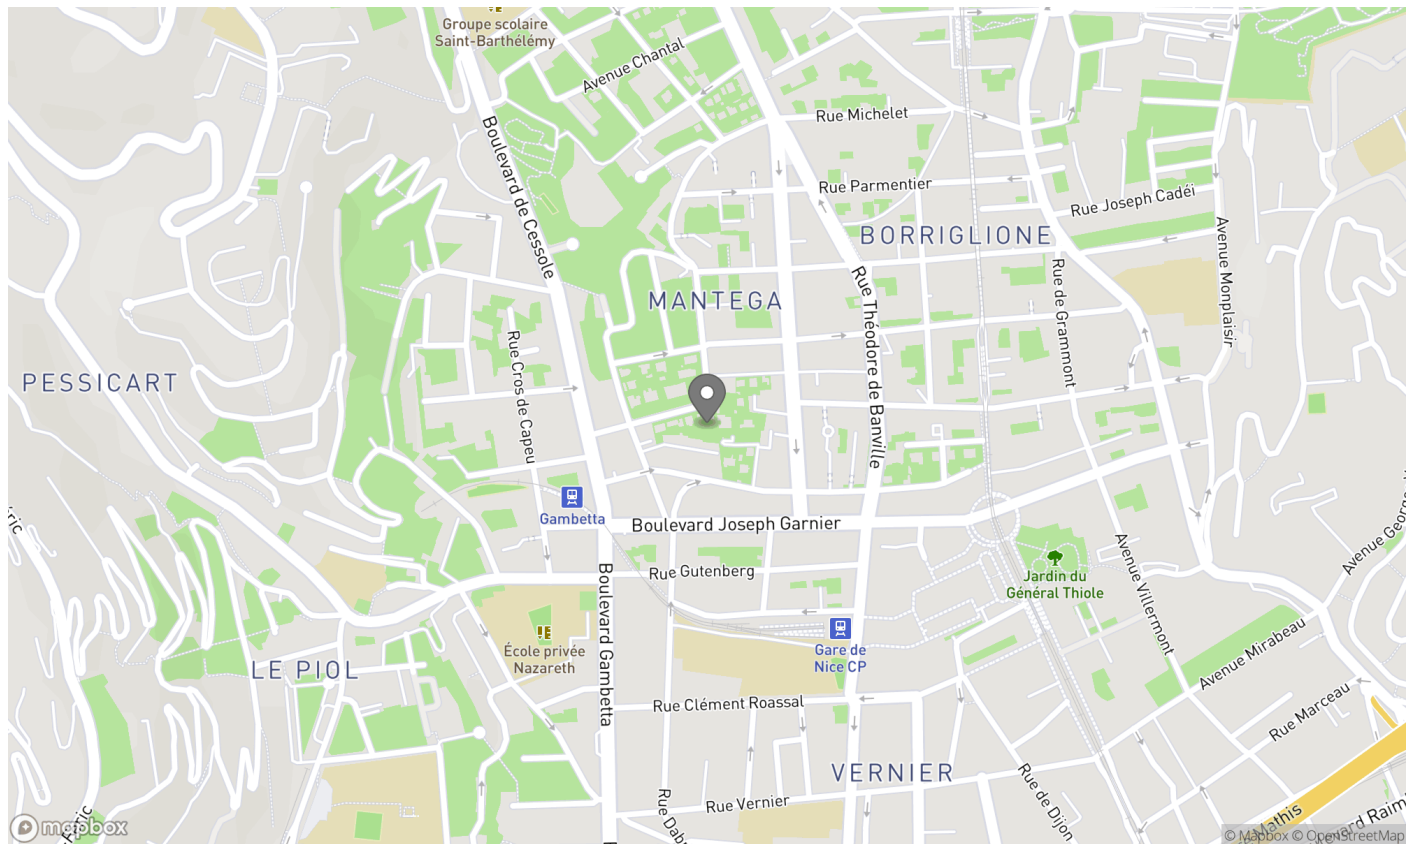 Groupe scolaire
Saint-Barthélémy
Avenue Chantal
Rue Michelet
Boulevard de Cessole
Rue Parmentier
Rue Joseph Cadéi
BORRIGLIONE
Avenue Monplaisir
Rue de Grammont
MANTEGA
Rue Théodore de Banville
Rue Cros de Capeu
PESSICART
Gambetta
Boulevard Joseph Garnier
Avenue George
Avenue Villermont
Jardin du
Général Thiole
Rue Gutenberg
Boulevard Gambetta
École privée
Nazareth
Gare de
Nice CP
Avenue Mirabeau
LE PIOL
Rue Clément Roassal
Rue Marceau
VERNIER
Rue Vernier
Rue Dab
Rue de Dijon
Mathis
Raim
mapbox
© Mapbox © OpenStreetMap